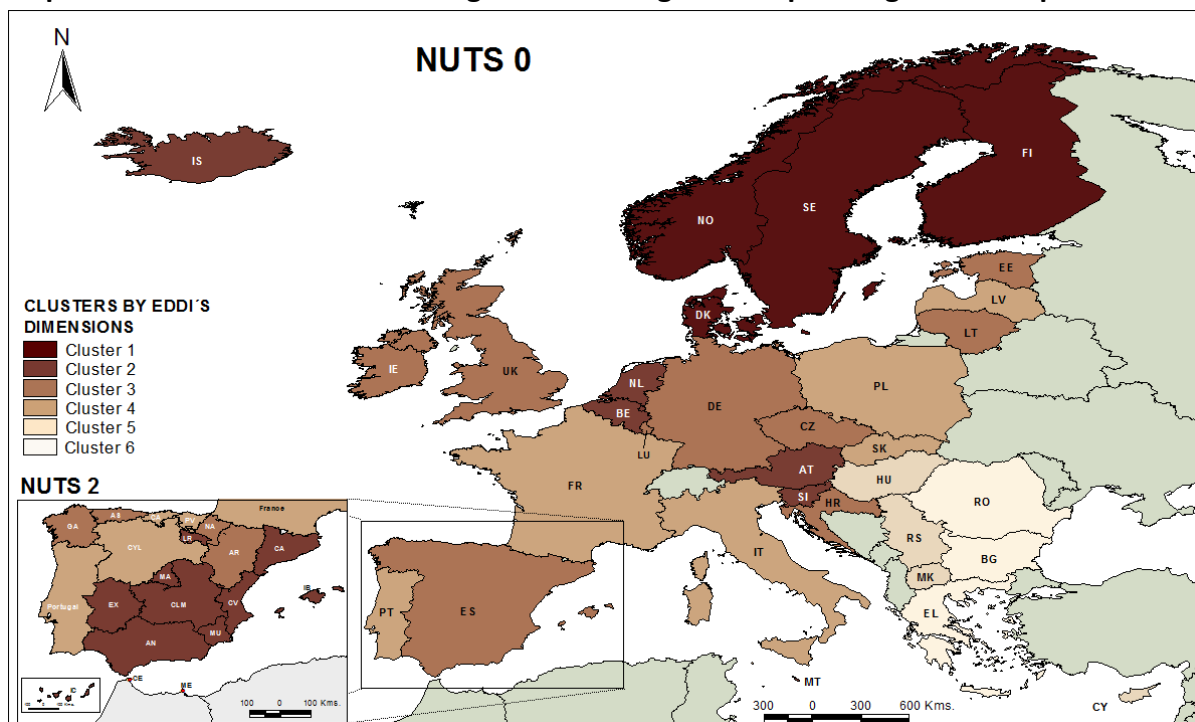 N
NUTS 0
IS
FI
SE
NO
EE
LV
DK
LT
CLUSTERS BY EDDI´S
DIMENSIONS
Cluster 1
Cluster 2
Cluster 3
Cluster 4
Cluster 5
Cluster 6
IE
UK
NL
BE
LU
DE
PL
CZ
SK
AT
HU
FR
SI
HR
RO
RS
IT
BG
MK
EL
PT
ES
MT
CY
NUTS 2
France
GA
AS
PV
NA
LR
CYL
AR
CA
MA
IB
Portugal
EX
CLM
CV
MU
AN
CE
ME
IC
100 0 100 Kms.
300 0 300 600 Kms.